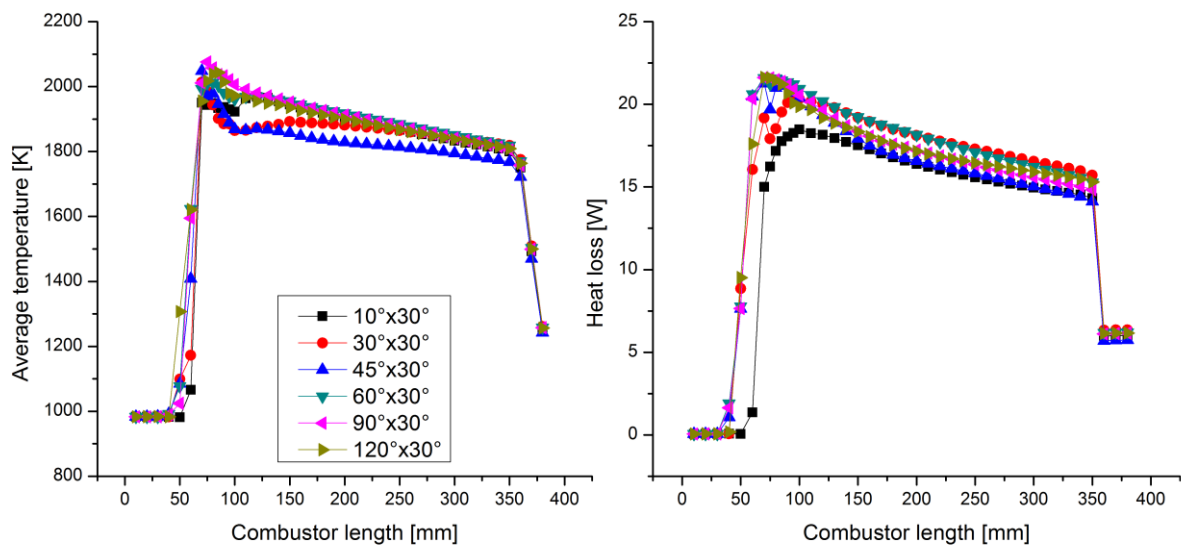 2200
2000
1800
1600
1400
1200
1000
800
Average temperature [K]
0 50 100 150 200 250 300 350 400
Combustor length [mm]
10°x30°
30°x30°
45°x30°
60°x30°
90°x30°
120°x30°
25
20
15
10
5
0
Heat loss [W]
0 50 100 150 200 250 300 350 400
Combustor length [mm]